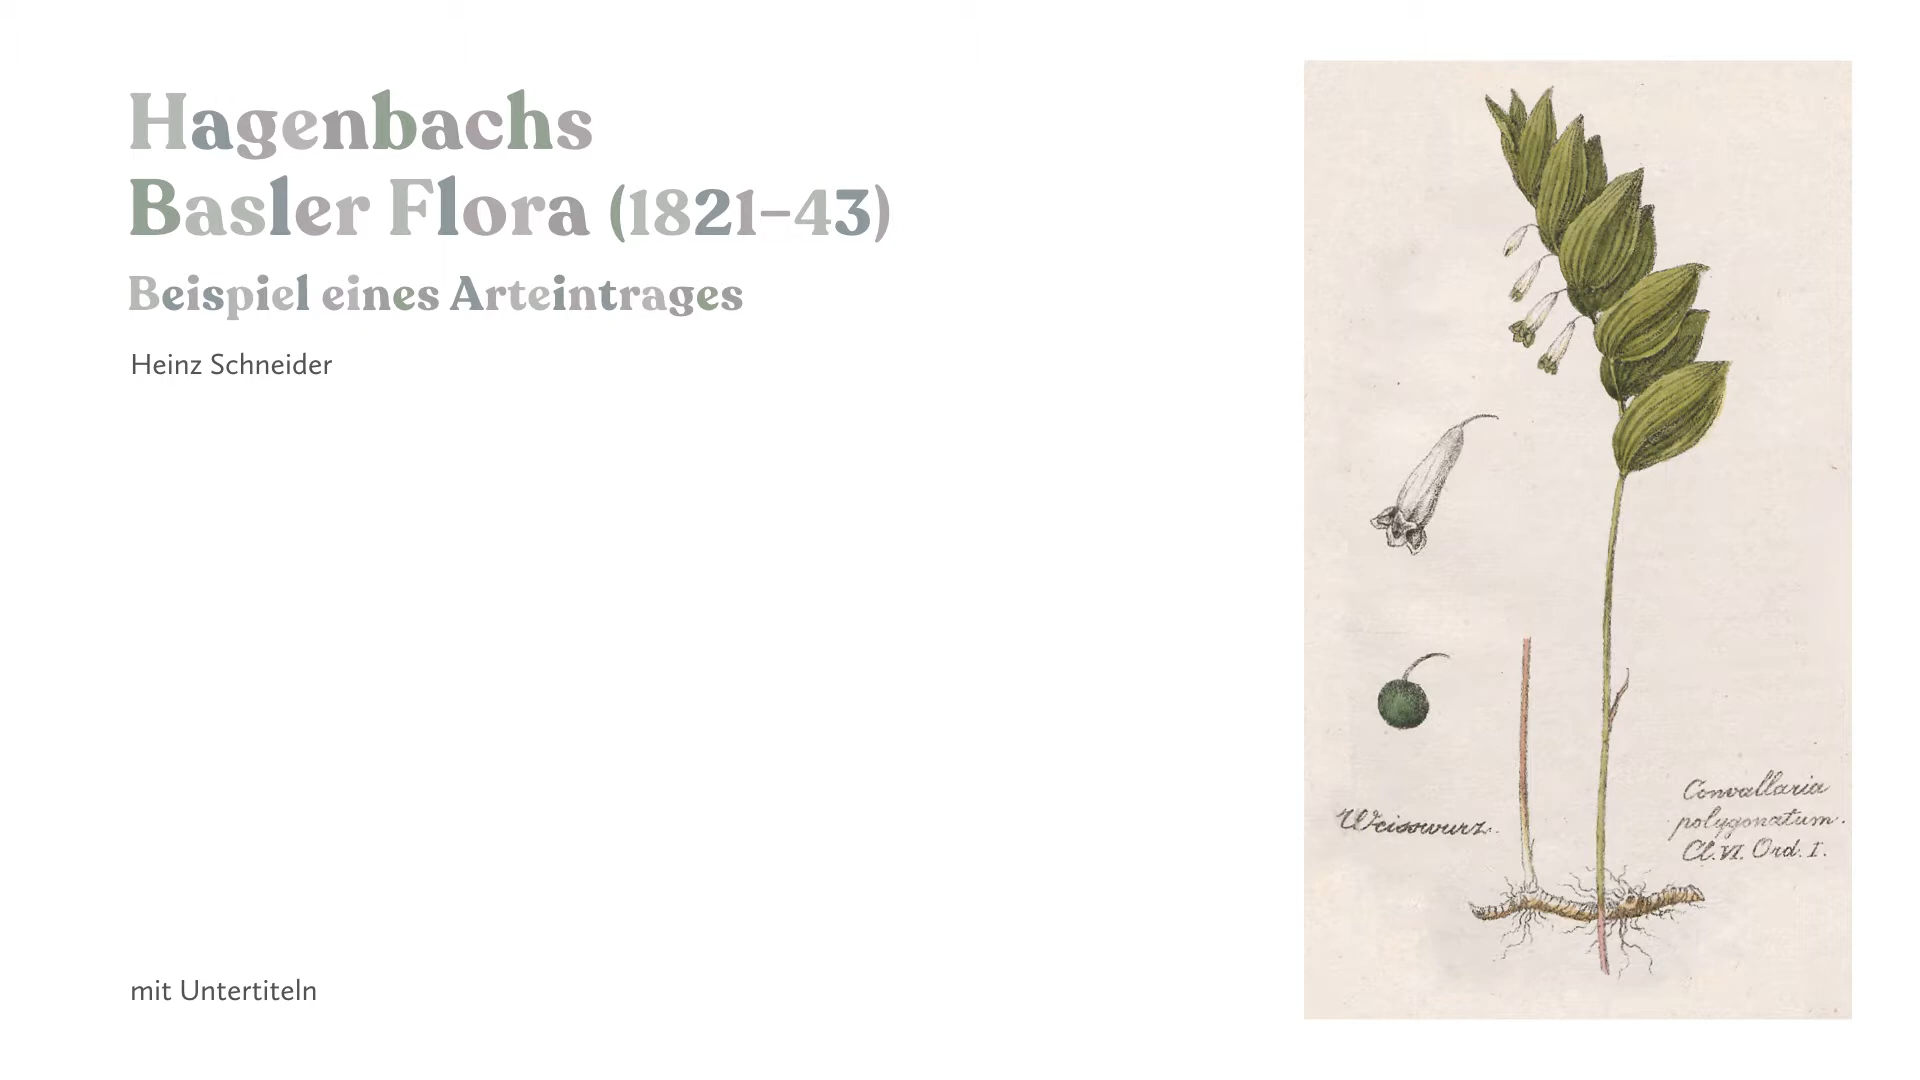 Hagenbachs
Basler Flora (1821–43)
Beispiel eines Arteintrages
Heinz Schneider
Weisswurz.
Convallaria
polygonatum.
Cl. VI. Ord. I.
mit Untertiteln